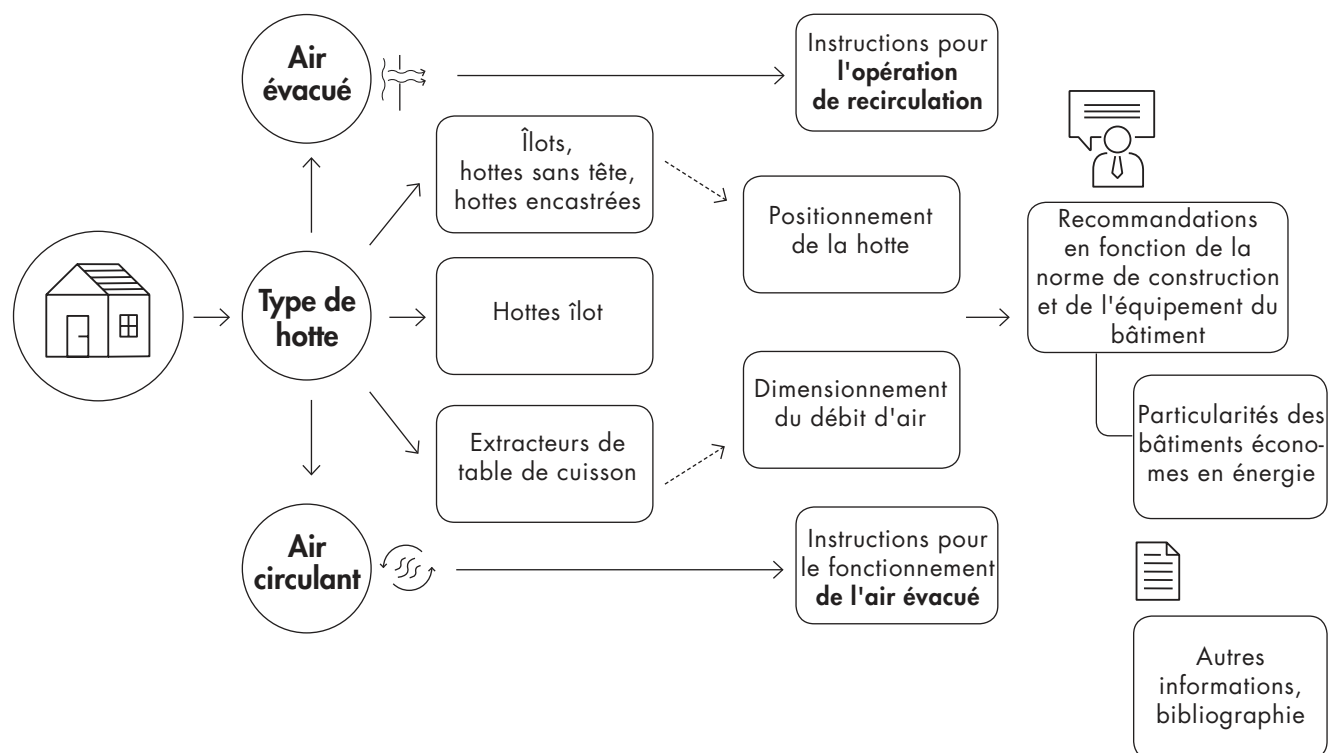 Air
évacué
Instructions pour
l'opération
de recirculation
Îlots,
hottes sans tête,
hottes encastrées
Positionnement
de la hotte
Recommandations
en fonction de la
norme de construction
et de l'équipement du
bâtiment
Type de
hotte
Hottes îlot
Dimensionnement
du débit d'air
Particularités des
bâtiments écono-
mes en énergie
Extracteurs de
table de cuisson
Air
circulant
Instructions pour
le fonctionnement
de l'air évacué
Autres
informations,
bibliographie